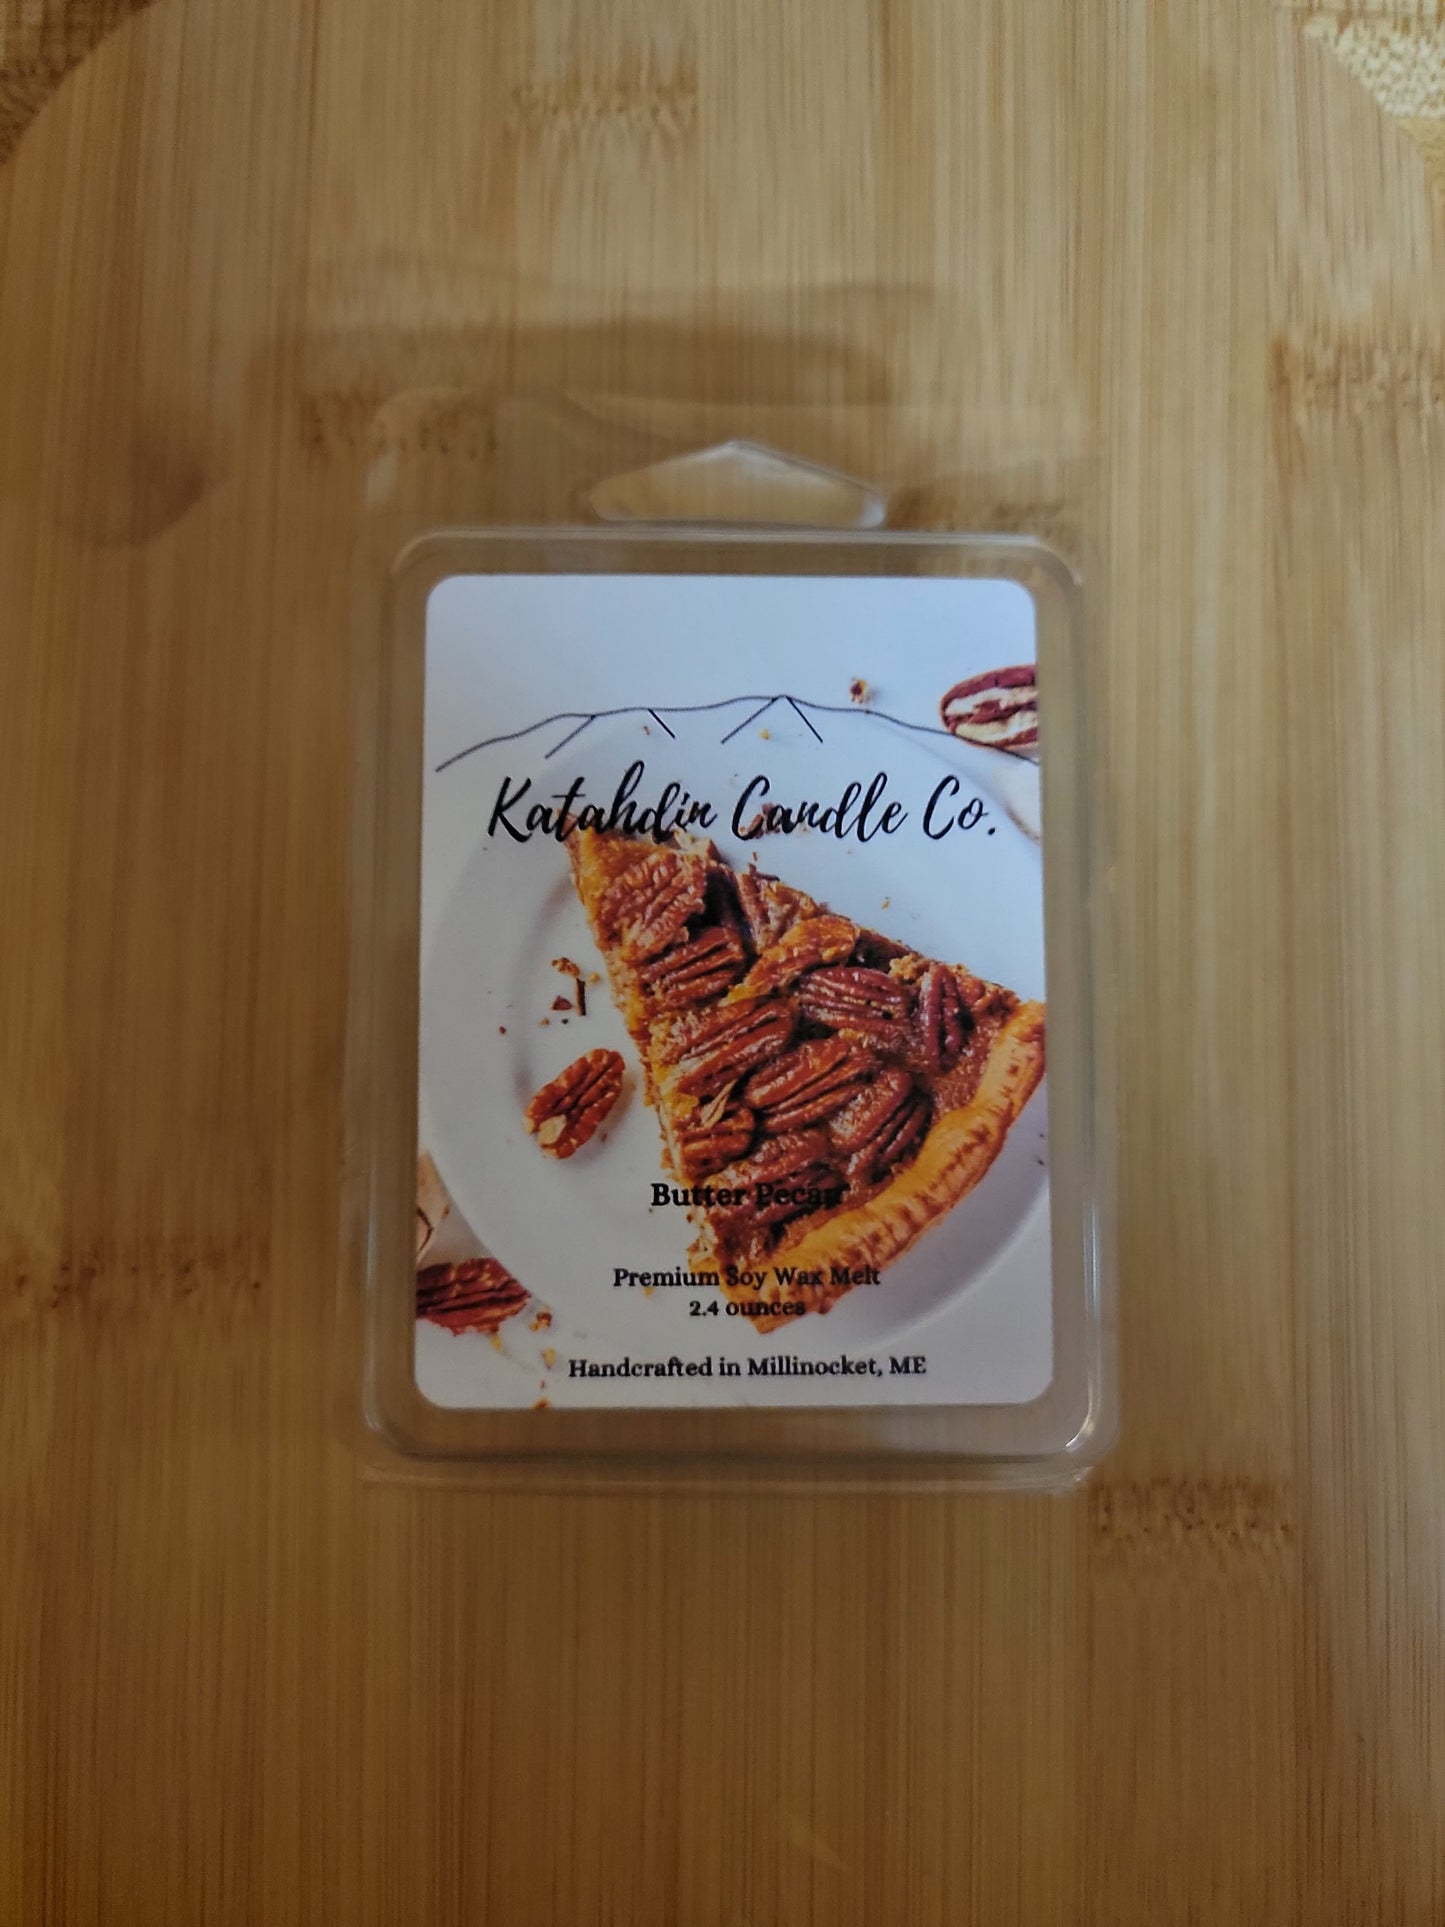 Katahdin Candle Co.
Butter Pecan
Premium Soy Wax Melt
2.4 ounces
Handcrafted in Millinocket, ME